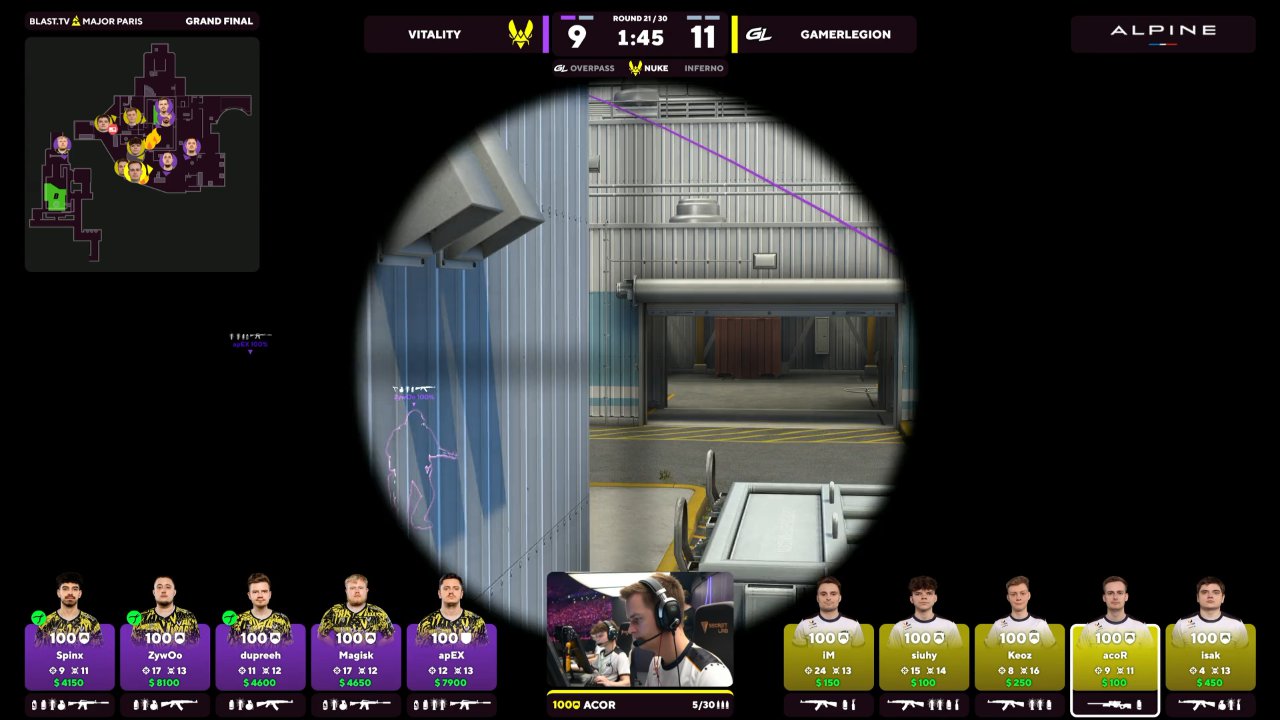 BLAST.TV MAJOR PARIS GRAND FINAL
VITALITY 9 ROUND 21 / 30 1:45 11 GL GAMERLEGION
GL OVERPASS NUKE INFERNO
ALPINE
B
apEX 100%
ZywOo 100%
SECRETLAB
100 Spinx 9 11 $ 4150
100 ZywOo 17 13 $ 8100
100 dupreeh 11 12 $ 4600
100 Magisk 17 12 $ 4650
100 apEX 12 13 $ 7900
100 ACOR 5/30
100 iM 24 13 $ 150
100 siuhy 15 14 $ 100
100 Keoz 8 16 $ 250
100 acoR 9 11 $ 100
100 isak 4 13 $ 450